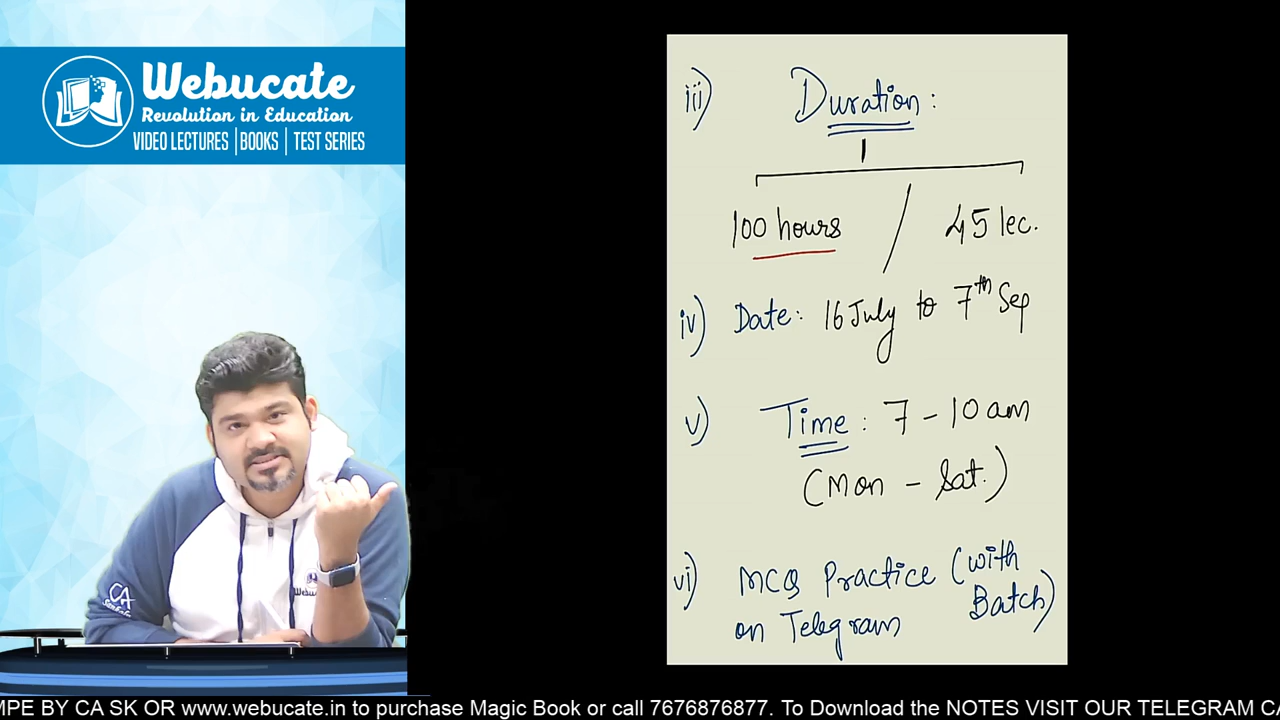 Webucate
Revolution in Education
VIDEO LECTURES | BOOKS | TEST SERIES
iii) Duration:
100 hours / 45 lec.
iv) Date: 16 July to 7th Sep
v) Time: 7 - 10 am
(Mon - Sat.)
vi) MCQ Practice (with
on Telegram Batch)
CA
MPE BY CA SK OR www.webucate.in to purchase Magic Book or call 7676876877. To Download the NOTES VISIT OUR TELEGRAM CA